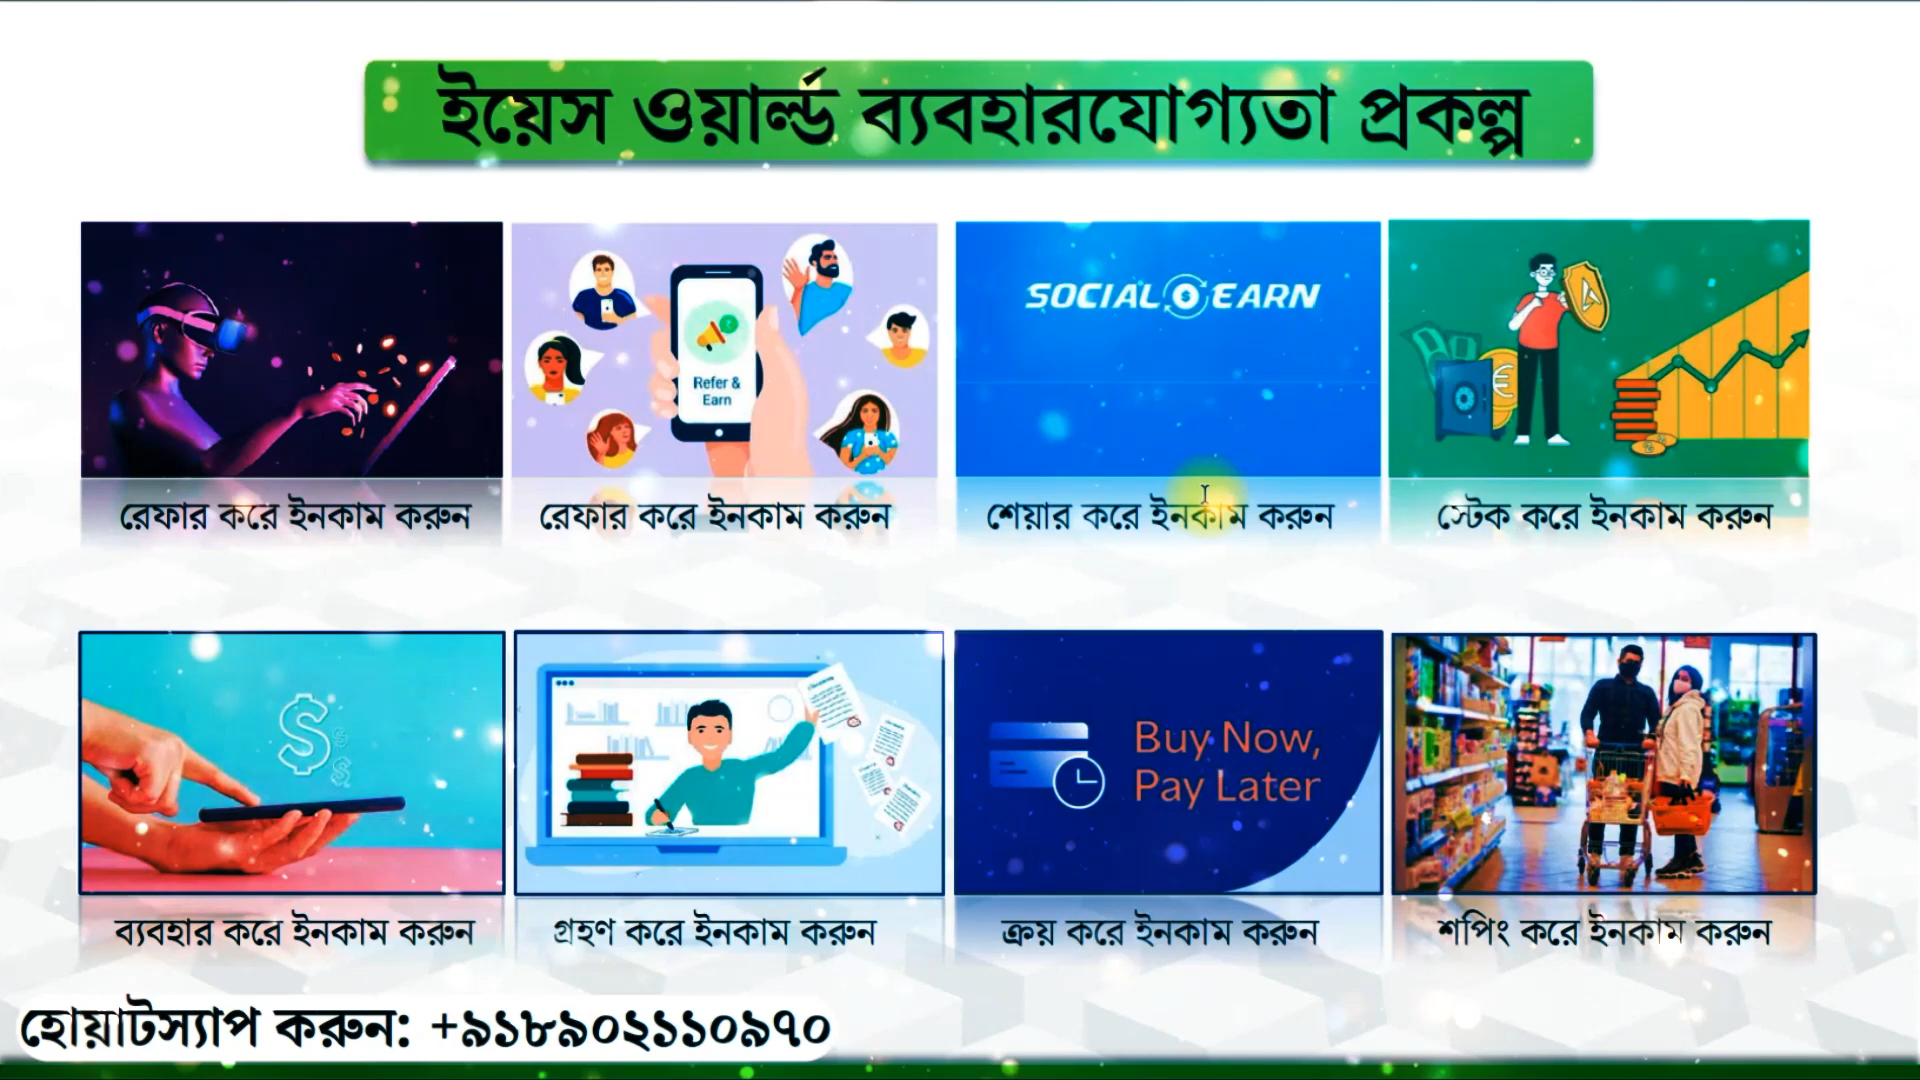 ইয়েস ওয়ার্ল্ড ব্যবহারযোগ্যতা প্রকল্প
Refer &
Earn
SOCIAL EARN
রেফার করে ইনকাম করুন
রেফার করে ইনকাম করুন
শেয়ার করে ইনকাম করুন
স্টেক করে ইনকাম করুন
Buy Now,
Pay Later
ব্যবহার করে ইনকাম করুন
গ্রহণ করে ইনকাম করুন
ক্রয় করে ইনকাম করুন
শপিং করে ইনকাম করুন
হোয়াটস্যাপ করুন: +৯১৮৯০২১১০৯৭০